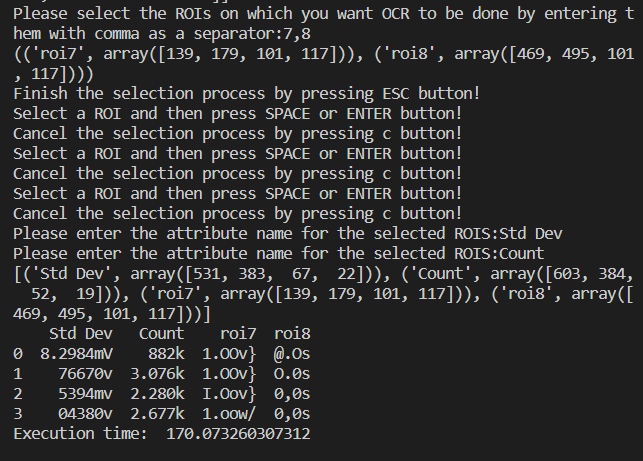 Please select the ROIs on which you want OCR to be done by entering t
hem with comma as a separator:7,8
(('roi7', array([139, 179, 101, 117])), ('roi8', array([469, 495, 101
, 117])))
Finish the selection process by pressing ESC button!
Select a ROI and then press SPACE or ENTER button!
Cancel the selection process by pressing c button!
Select a ROI and then press SPACE or ENTER button!
Cancel the selection process by pressing c button!
Select a ROI and then press SPACE or ENTER button!
Cancel the selection process by pressing c button!
Please enter the attribute name for the selected ROIS:Std Dev
Please enter the attribute name for the selected ROIS:Count
[('Std Dev', array([531, 383,  67,  22])), ('Count', array([603, 384,
  52,  19])), ('roi7', array([139, 179, 101, 117])), ('roi8', array([
469, 495, 101, 117]))]
    Std Dev   Count    roi7  roi8
0  8.2984mV    882k  1.OOv}  @.Os
1    76670v  3.076k  1.OOv}  O.0s
2    5394mv  2.280k  I.Oov}  0,0s
3    04380v  2.677k  1.oow/  0,0s
Execution time:  170.073260307312